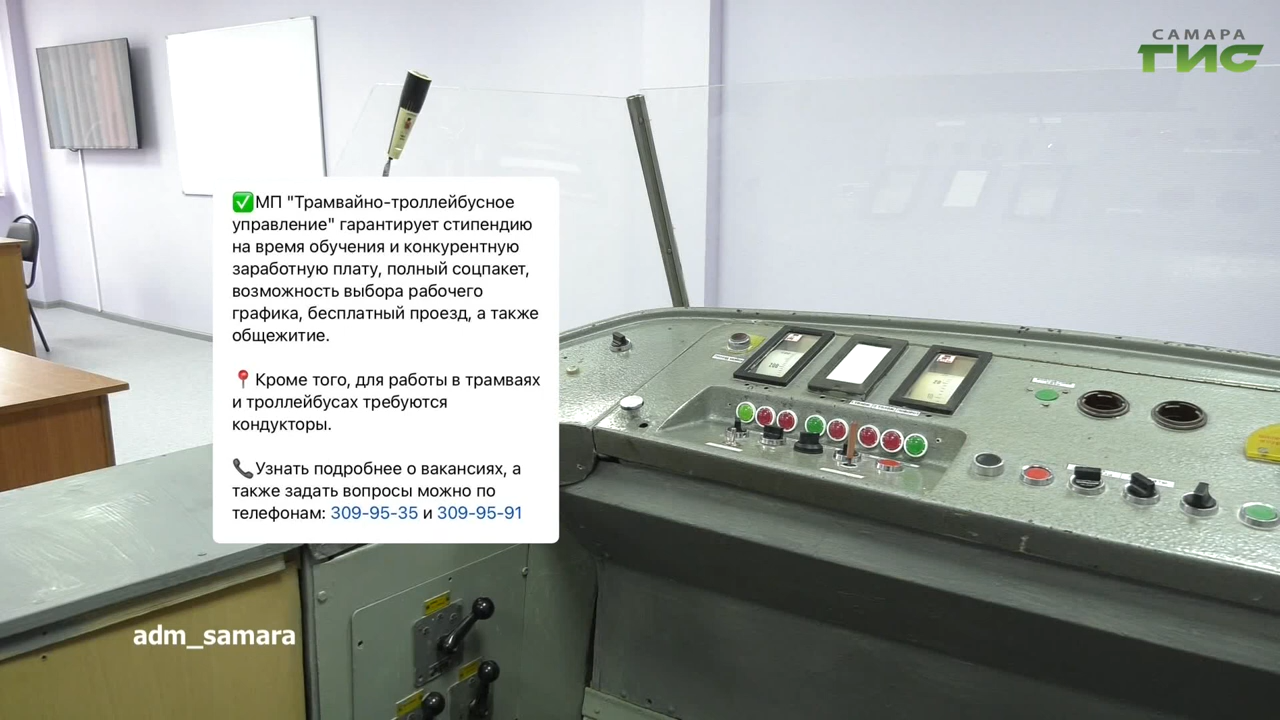 САМАРА
ГИС
✅МП "Трамвайно-троллейбусное
управление" гарантирует стипендию
на время обучения и конкурентную
заработную плату, полный соцпакет,
возможность выбора рабочего
графика, бесплатный проезд, а также
общежитие.
📍Кроме того, для работы в трамваях
и троллейбусах требуются
кондукторы.
📞Узнать подробнее о вакансиях, а
также задать вопросы можно по
телефонам: 309-95-35 и 309-95-91
adm_samara